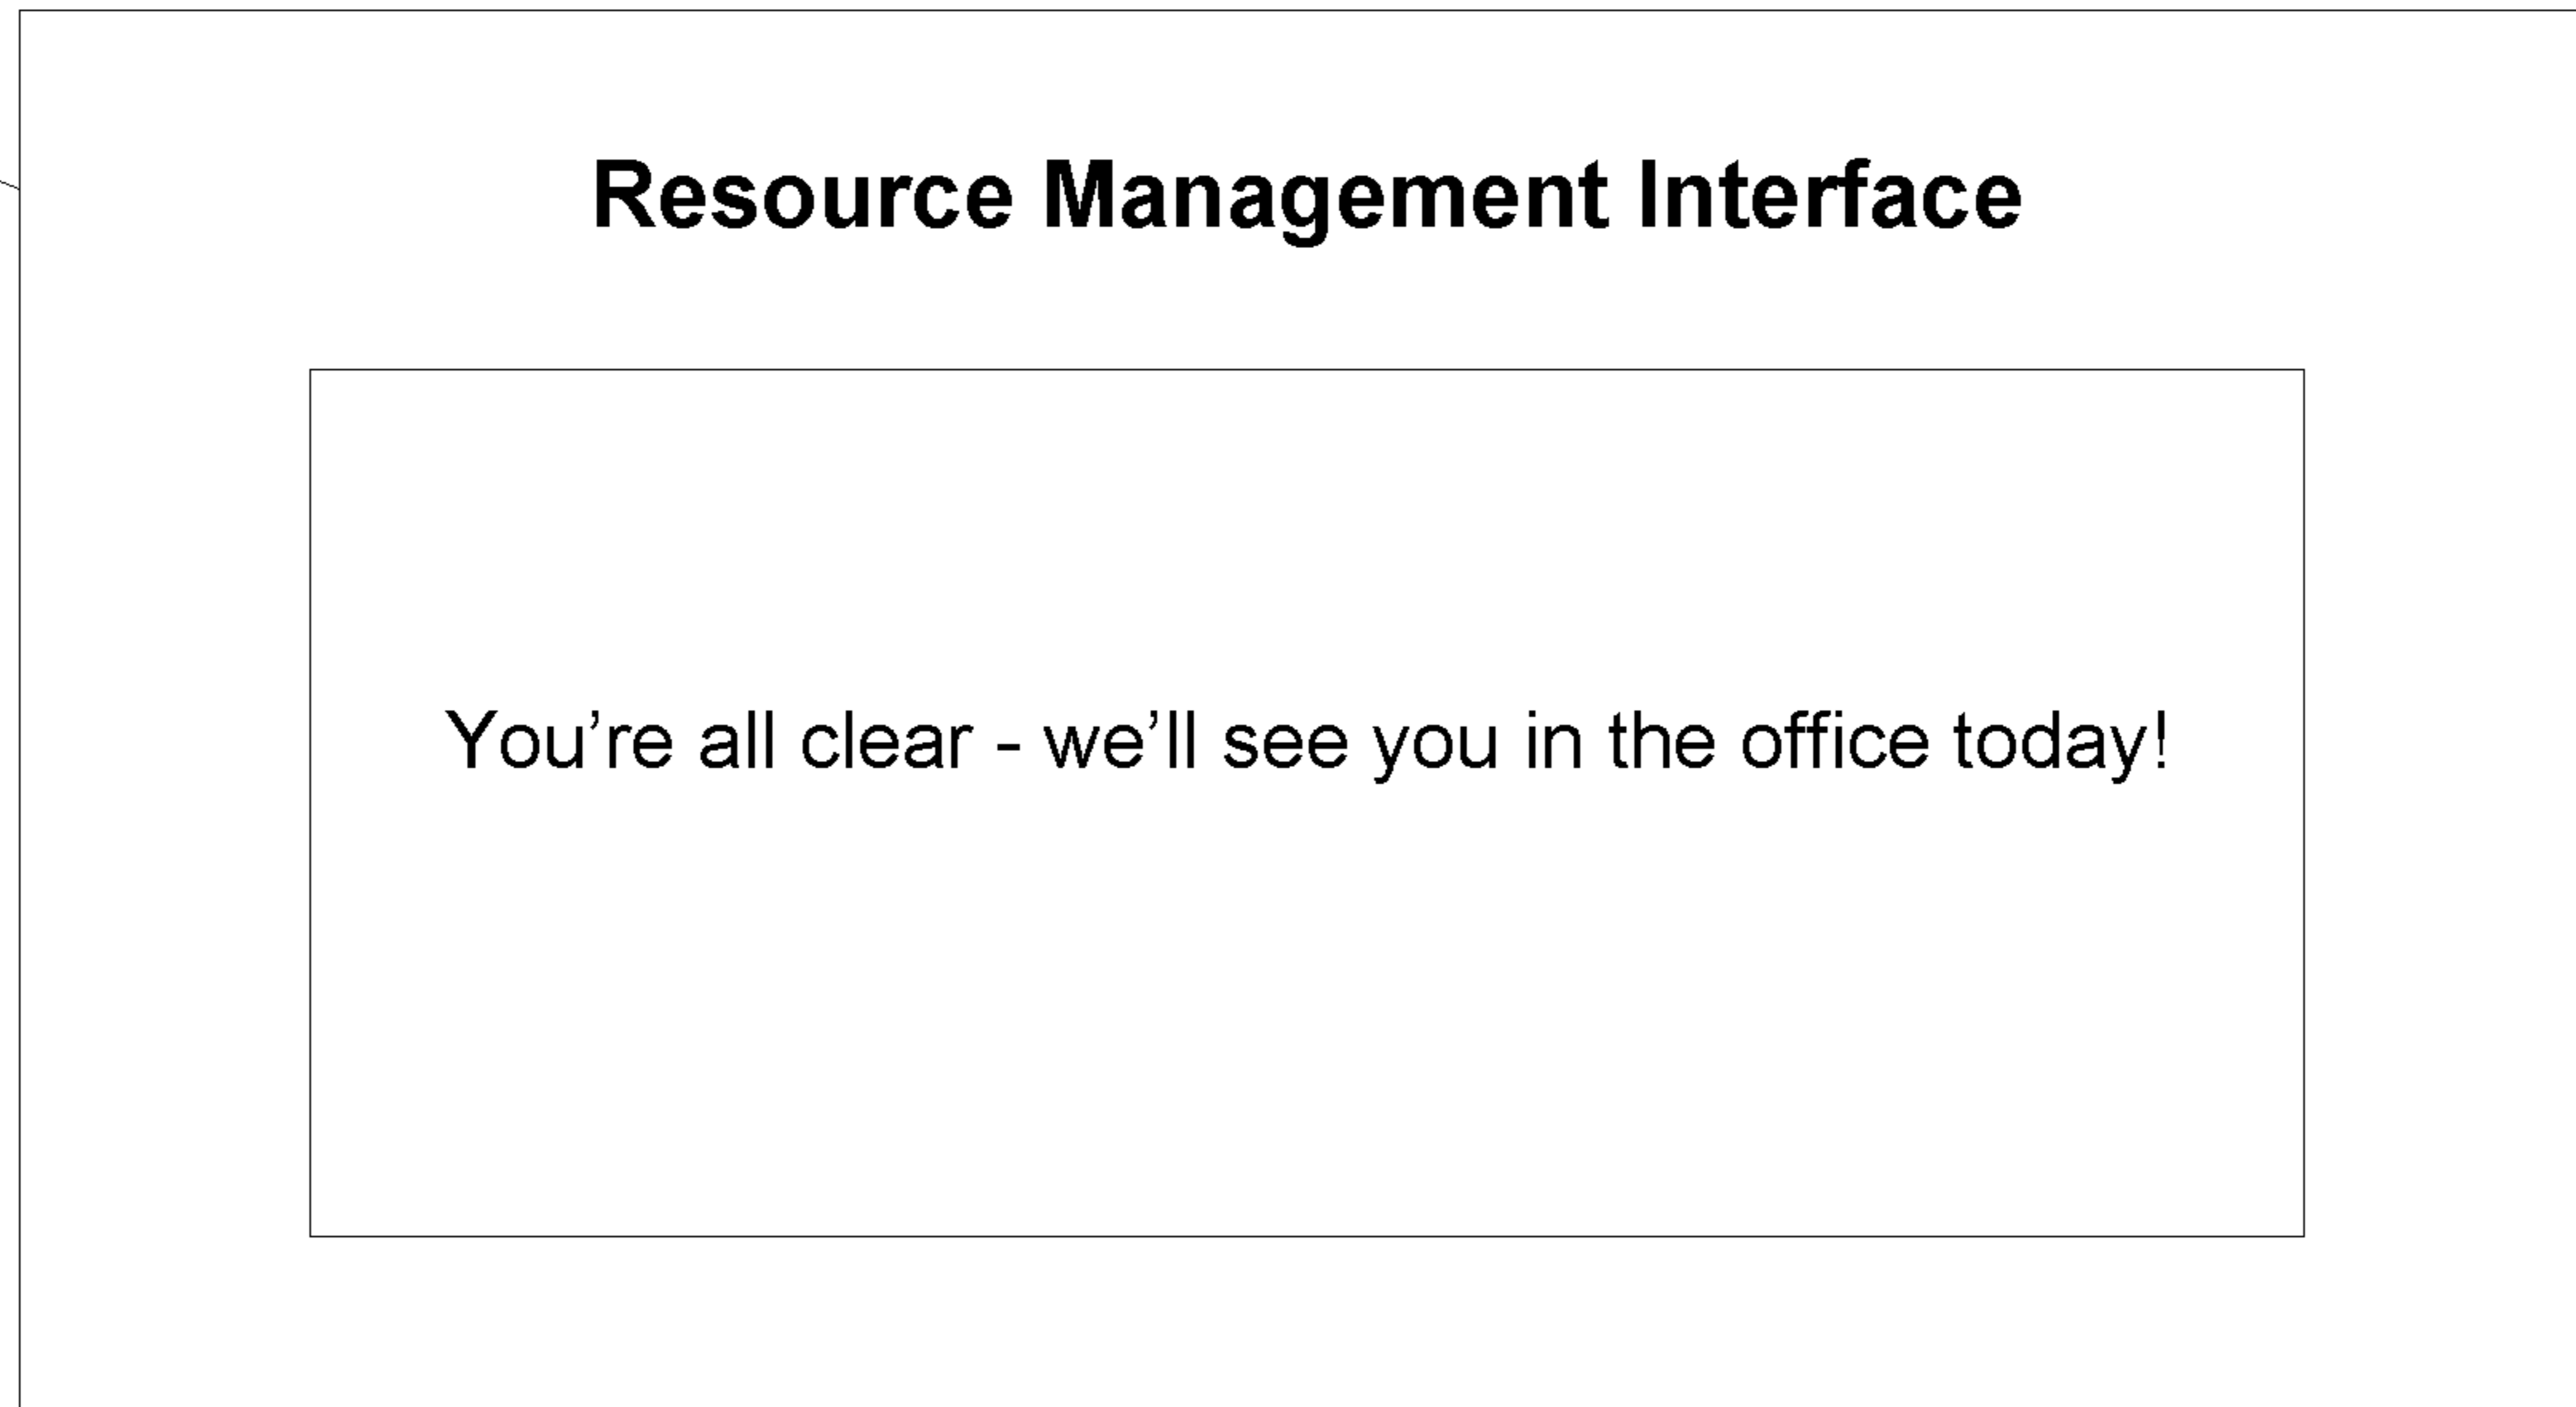 Resource Management Interface
You’re all clear - we’ll see you in the office today!